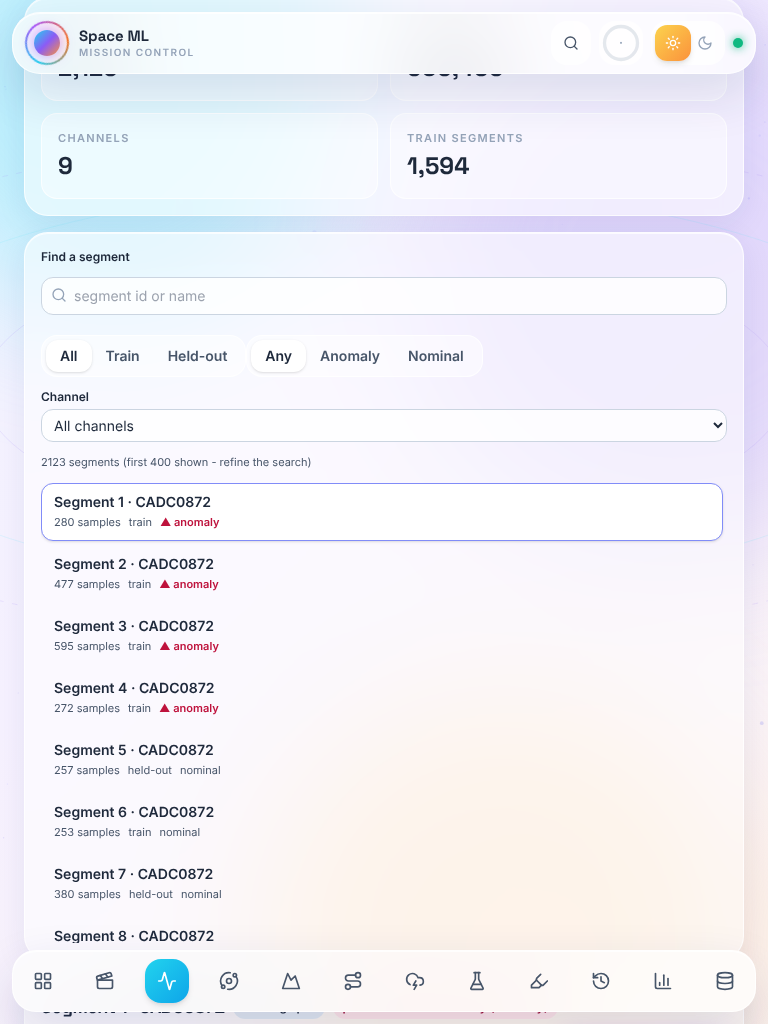 Space ML
MISSION CONTROL
CHANNELS
9
TRAIN SEGMENTS
1,594
Find a segment
segment id or name
All Train Held-out Any Anomaly Nominal
Channel
All channels
2123 segments (first 400 shown - refine the search)
Segment 1 · CADC0872
280 samples train ▲ anomaly
Segment 2 · CADC0872
477 samples train ▲ anomaly
Segment 3 · CADC0872
595 samples train ▲ anomaly
Segment 4 · CADC0872
272 samples train ▲ anomaly
Segment 5 · CADC0872
257 samples held-out nominal
Segment 6 · CADC0872
253 samples train nominal
Segment 7 · CADC0872
380 samples held-out nominal
Segment 8 · CADC0872